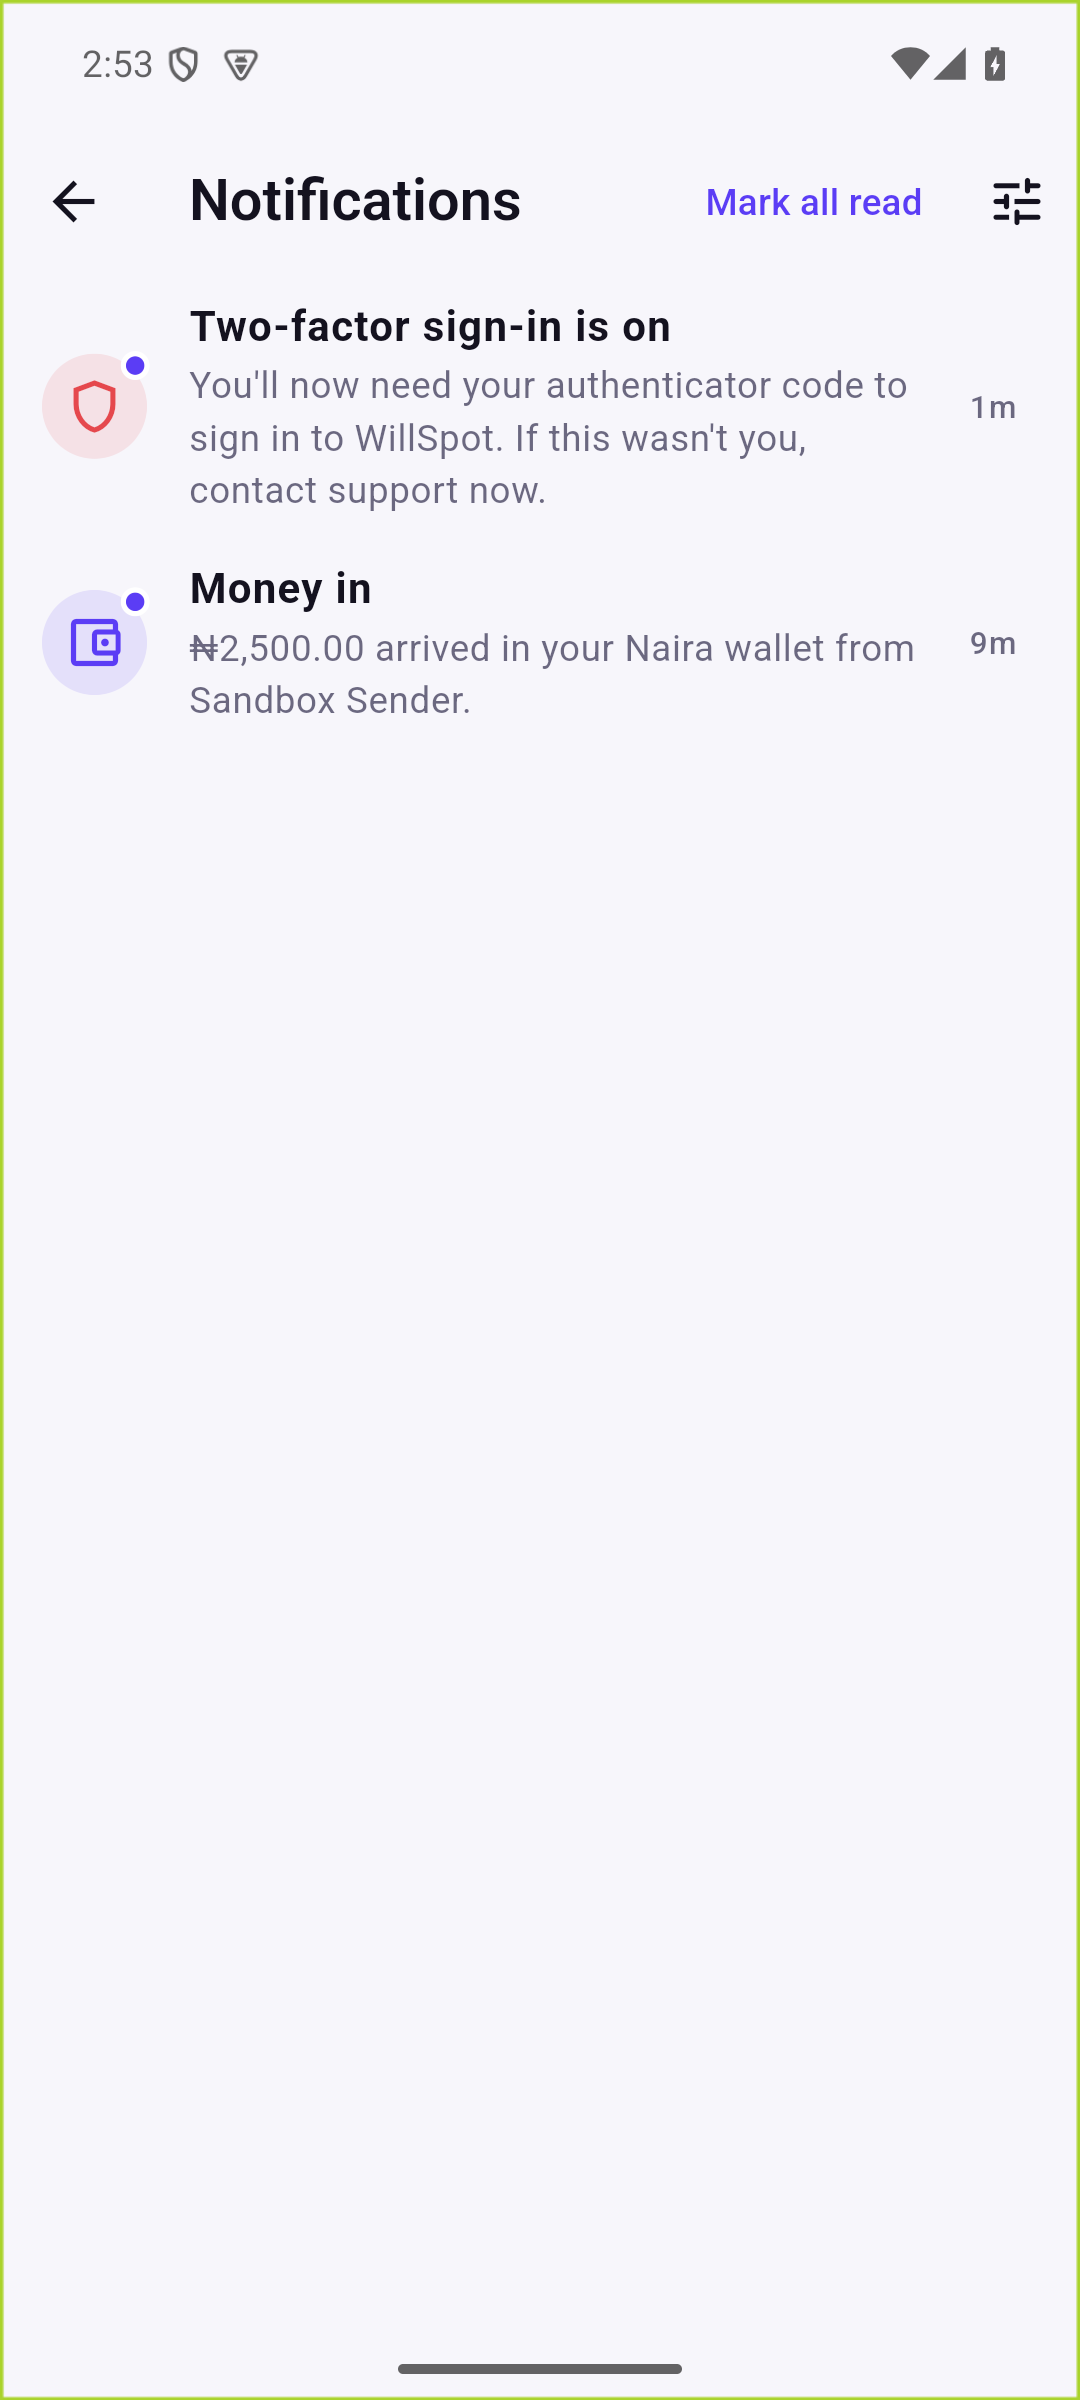 2:53
Notifications
Mark all read
Two-factor sign-in is on
You'll now need your authenticator code to
sign in to WillSpot. If this wasn't you,
contact support now.
1m
Money in
₦2,500.00 arrived in your Naira wallet from
Sandbox Sender.
9m